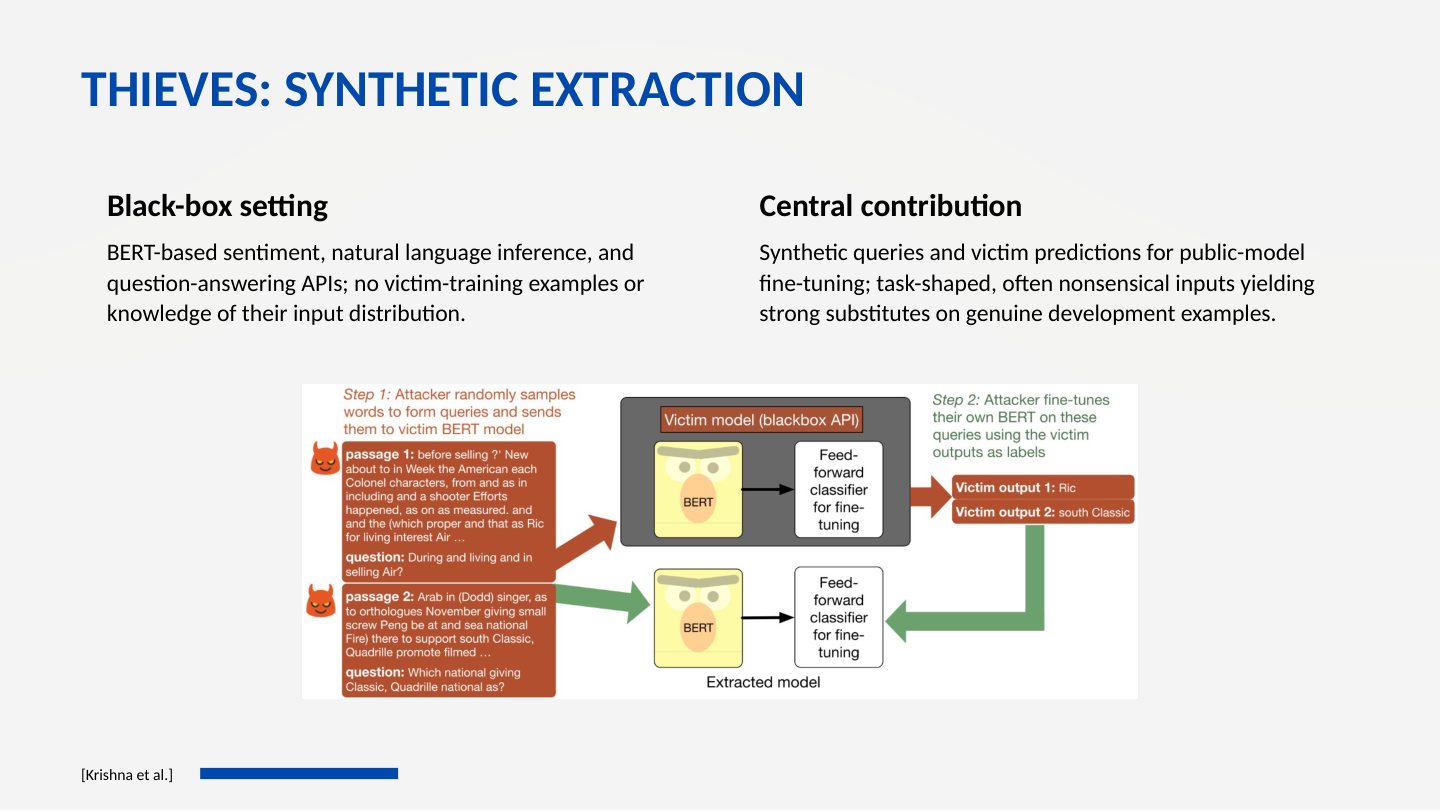 THIEVES: SYNTHETIC EXTRACTION
Black-box setting
BERT-based sentiment, natural language inference, and
question-answering APIs; no victim-training examples or
knowledge of their input distribution.
Central contribution
Synthetic queries and victim predictions for public-model
fine-tuning; task-shaped, often nonsensical inputs yielding
strong substitutes on genuine development examples.
Step 1: Attacker randomly samples
words to form queries and sends
them to victim BERT model
passage 1: before selling ?' New
about to in Week the American each
Colonel characters, from and as in
including and a shooter Efforts
happened, as on as measured. and
and the (which proper and that as Ric
for living interest Air ...
question: During and living and in
selling Air?
passage 2: Arab in (Dodd) singer, as
to orthologues November giving small
screw Peng be at and sea national
Fire) there to support south Classic,
Quadrille promote filmed ...
question: Which national giving
Classic, Quadrille national as?
Victim model (blackbox API)
BERT
Feed-
forward
classifier
for fine-
tuning
BERT
Feed-
forward
classifier
for fine-
tuning
Extracted model
Step 2: Attacker fine-tunes
their own BERT on these
queries using the victim
outputs as labels
Victim output 1: Ric
Victim output 2: south Classic
[Krishna et al.]